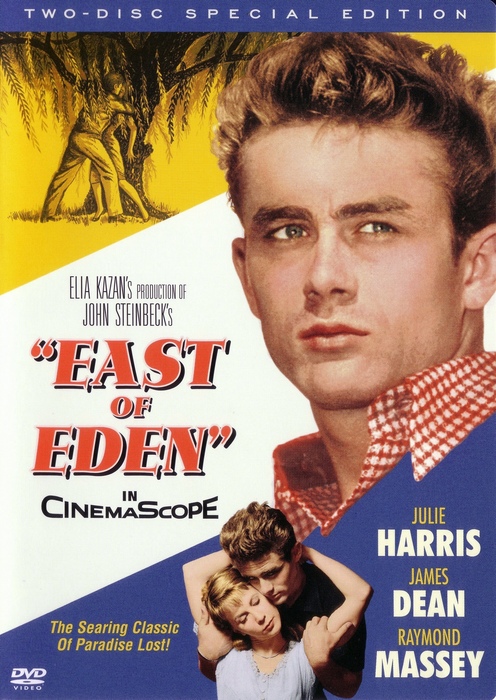 TWO-DISC SPECIAL EDITION
ELIA KAZAN'S PRODUCTION OF
JOHN STEINBECK'S
"EAST
OF
EDEN"
IN
CINEMASCOPE
JULIE
HARRIS
JAMES
DEAN
RAYMOND
MASSEY
The Searing Classic
Of Paradise Lost!
DVD
VIDEO